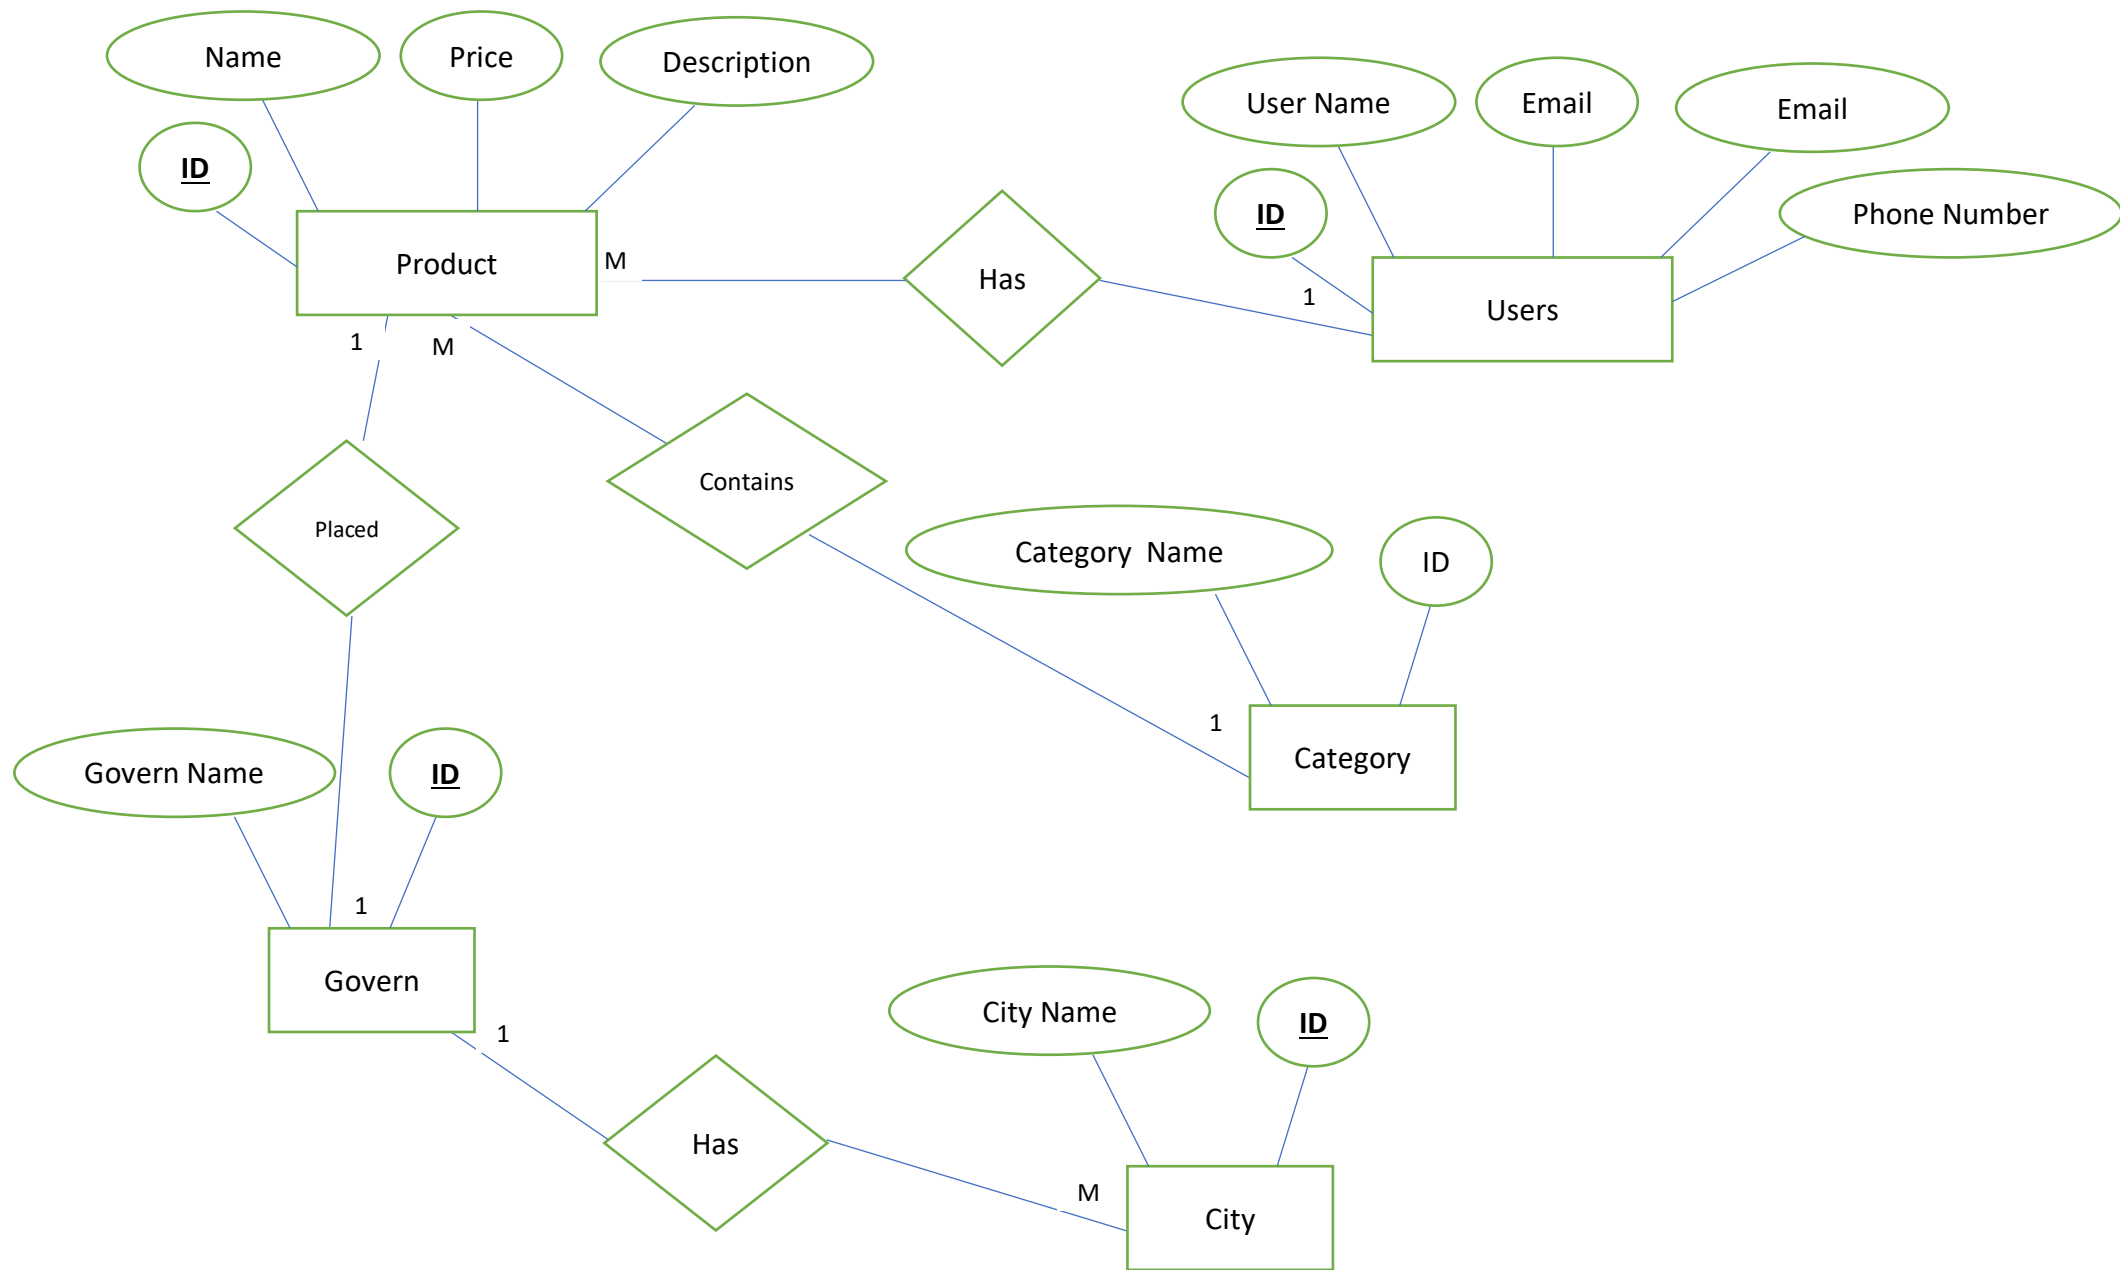 Name
Price
Description
User Name
Email
Email
ID
ID
Phone Number
Product
M
Has
1
Users
1
M
Contains
Placed
Category  Name
ID
1
Category
Govern Name
ID
1
Govern
1
City Name
ID
Has
M
City